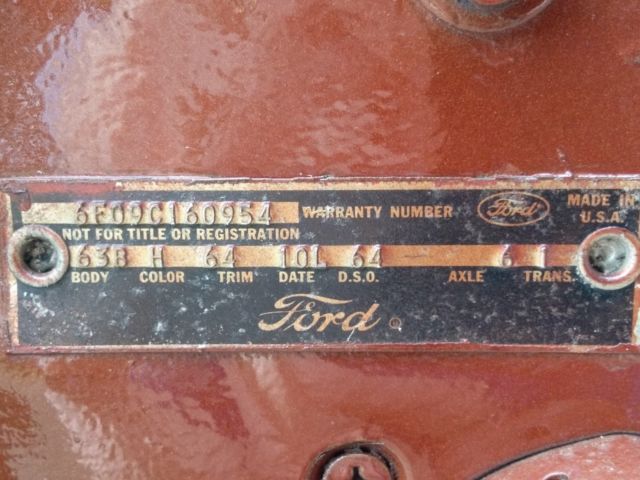 6F09C160954 WARRANTY NUMBER Ford MADE IN U.S.A.
NOT FOR TITLE OR REGISTRATION
63B H 64 10L 64 6 1
BODY COLOR TRIM DATE D.S.O. AXLE TRANS.
Ford